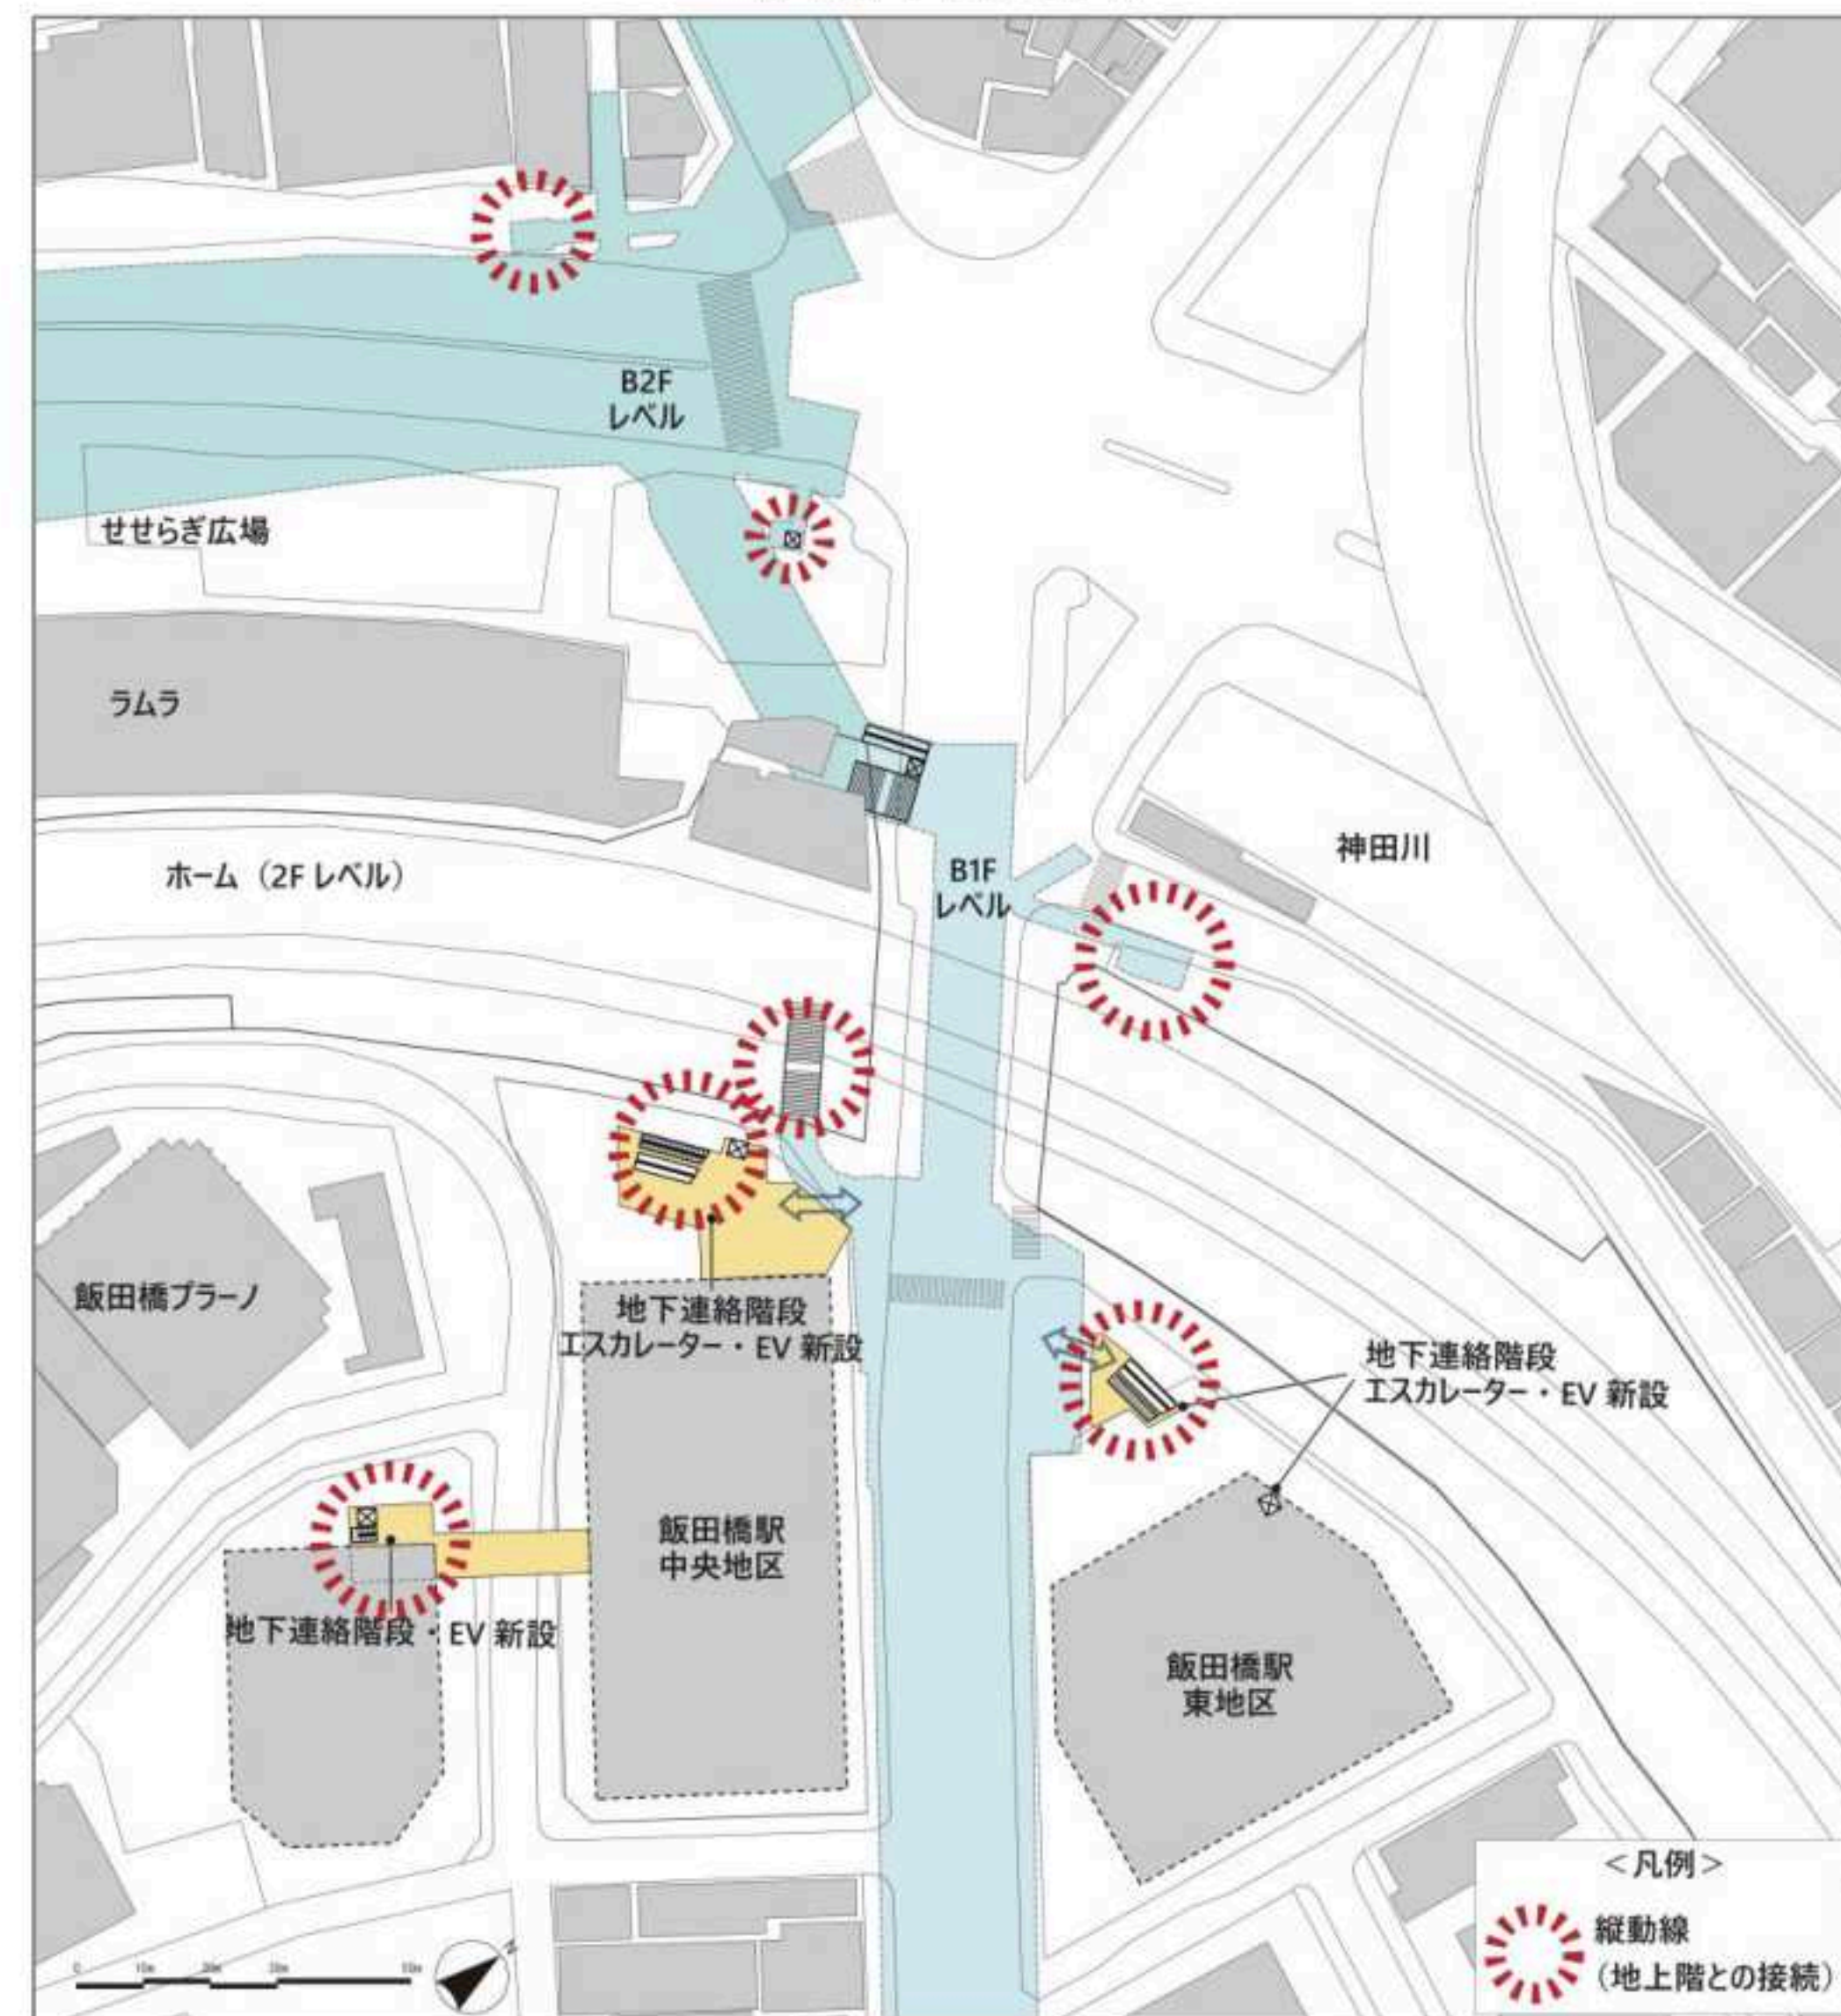 B2F
レベル
せせらぎ広場
ラムラ
ホーム（2F レベル）
B1F
レベル
神田川
飯田橋プラーノ
地下連絡階段
エスカレーター・EV 新設
地下連絡階段
エスカレーター・EV 新設
飯田橋駅
中央地区
地下連絡階段・EV 新設
飯田橋駅
東地区
＜凡例＞
縦動線
（地上階との接続）
0 10m 20m 30m 50m
N